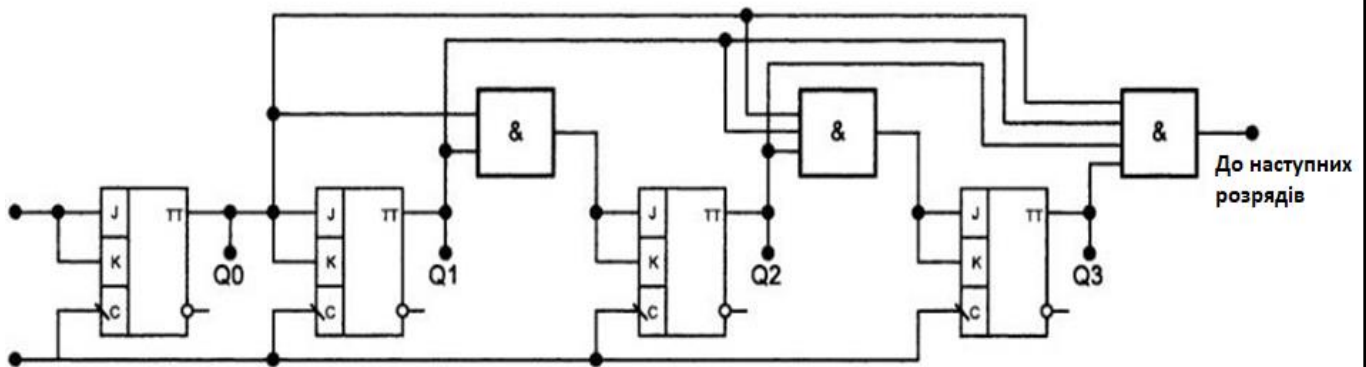 & & &
До наступних
розрядів
J TT J TT J TT J TT
K K K K
Q0 Q1 Q2 Q3
C C C C